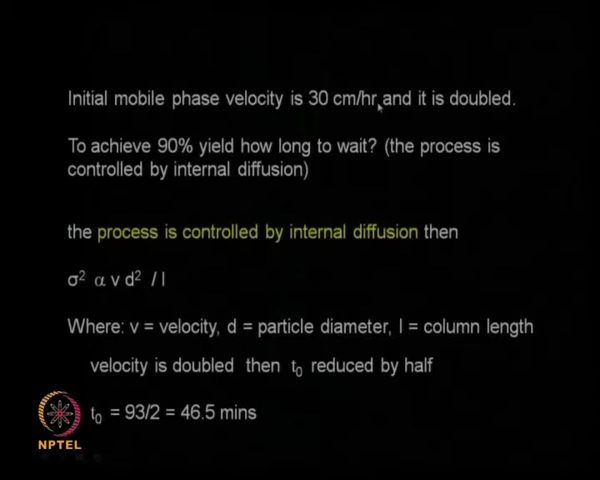 Initial mobile phase velocity is 30 cm/hr and it is doubled.
To achieve 90% yield how long to wait? (the process is
controlled by internal diffusion)
the process is controlled by internal diffusion then
σ² α v d² / l
Where: v = velocity, d = particle diameter, l = column length
velocity is doubled then t₀ reduced by half
t₀ = 93/2 = 46.5 mins
NPTEL